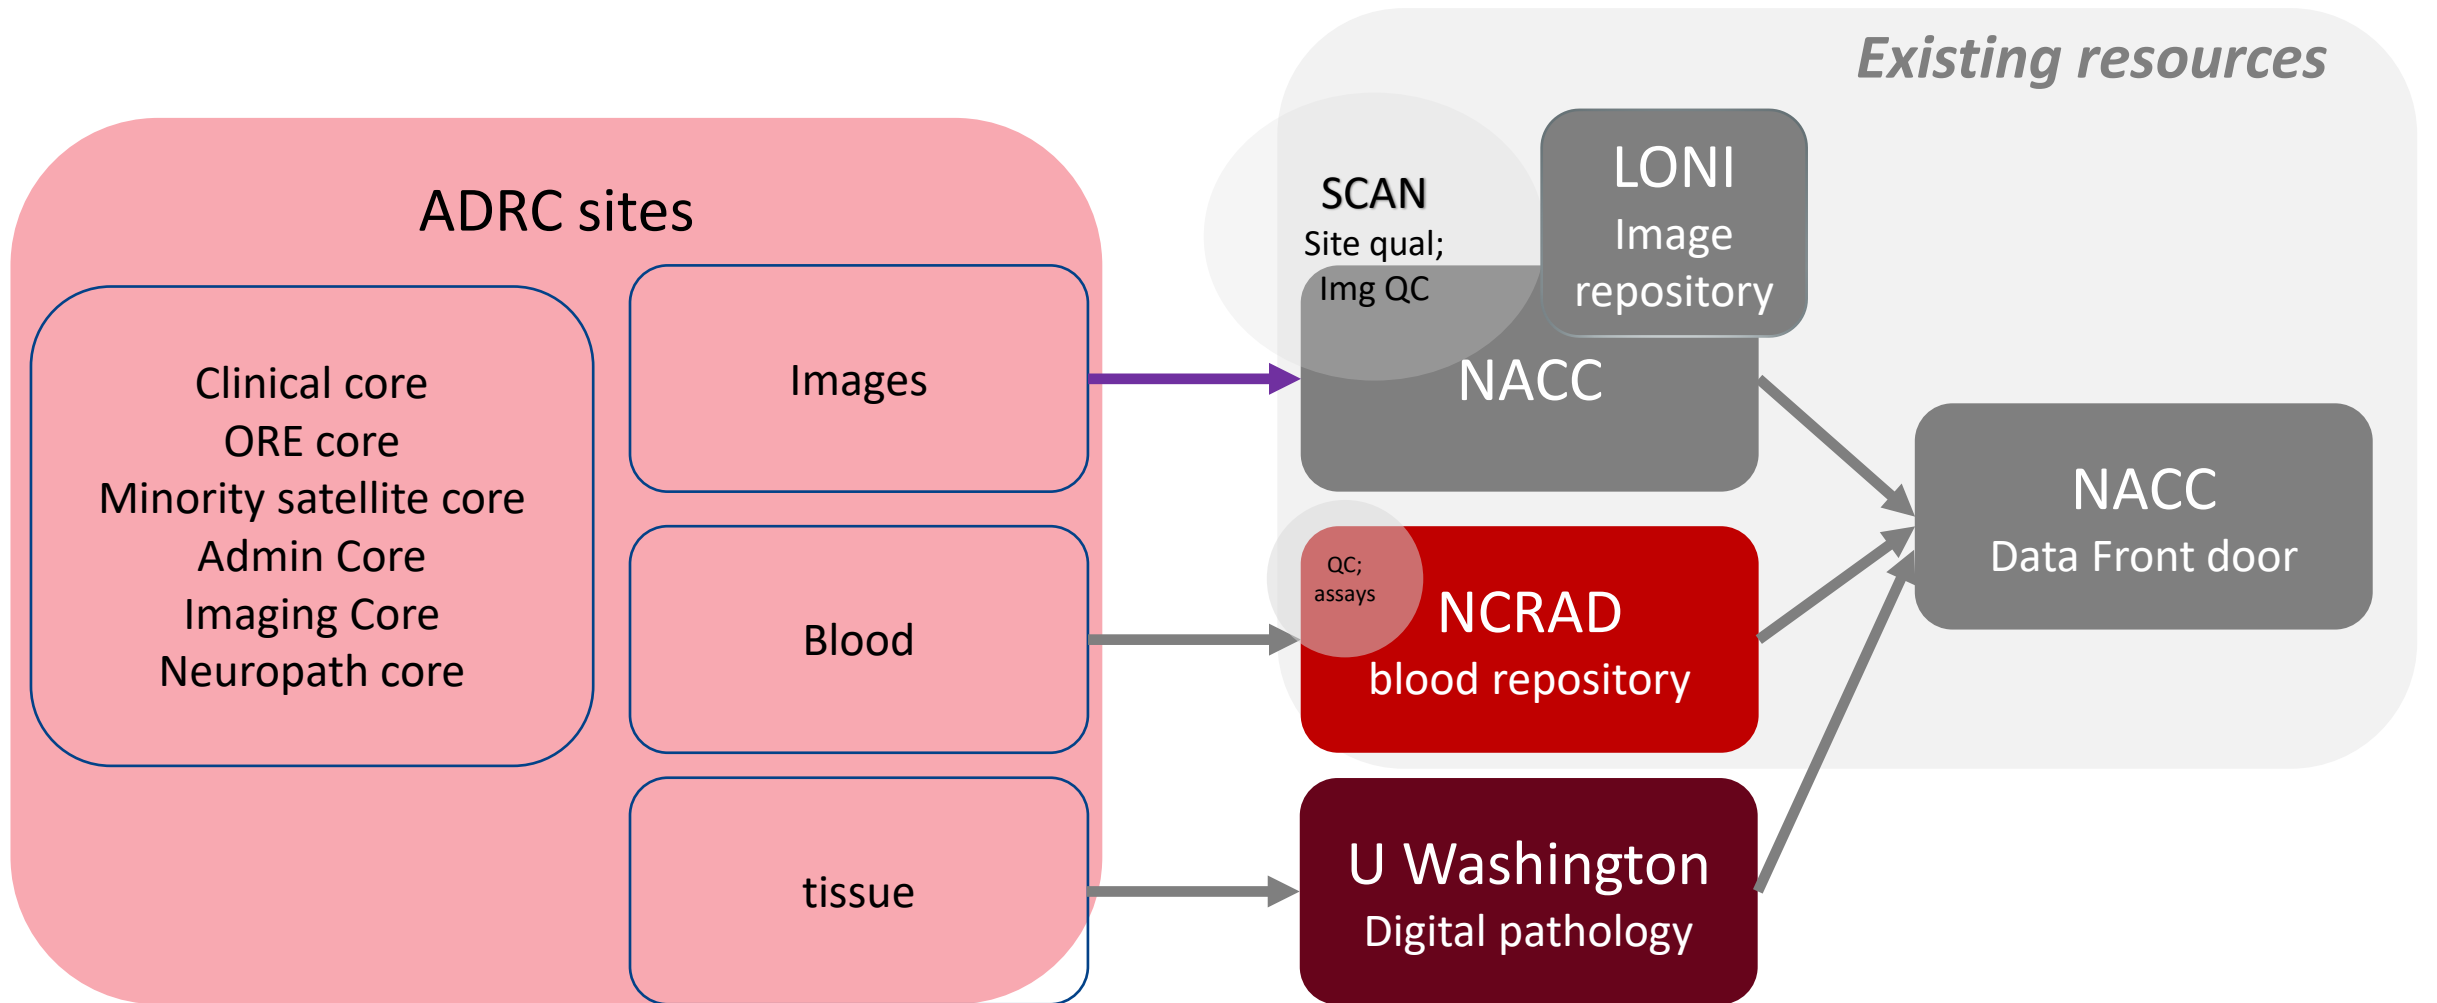 Existing resources
ADRC sites
Clinical core
ORE core
Minority satellite core
Admin Core
Imaging Core
Neuropath core
Images
Blood
tissue
SCAN
Site qual;
Img QC
LONI
Image
repository
NACC
QC;
assays
NCRAD
blood repository
U Washington
Digital pathology
NACC
Data Front door